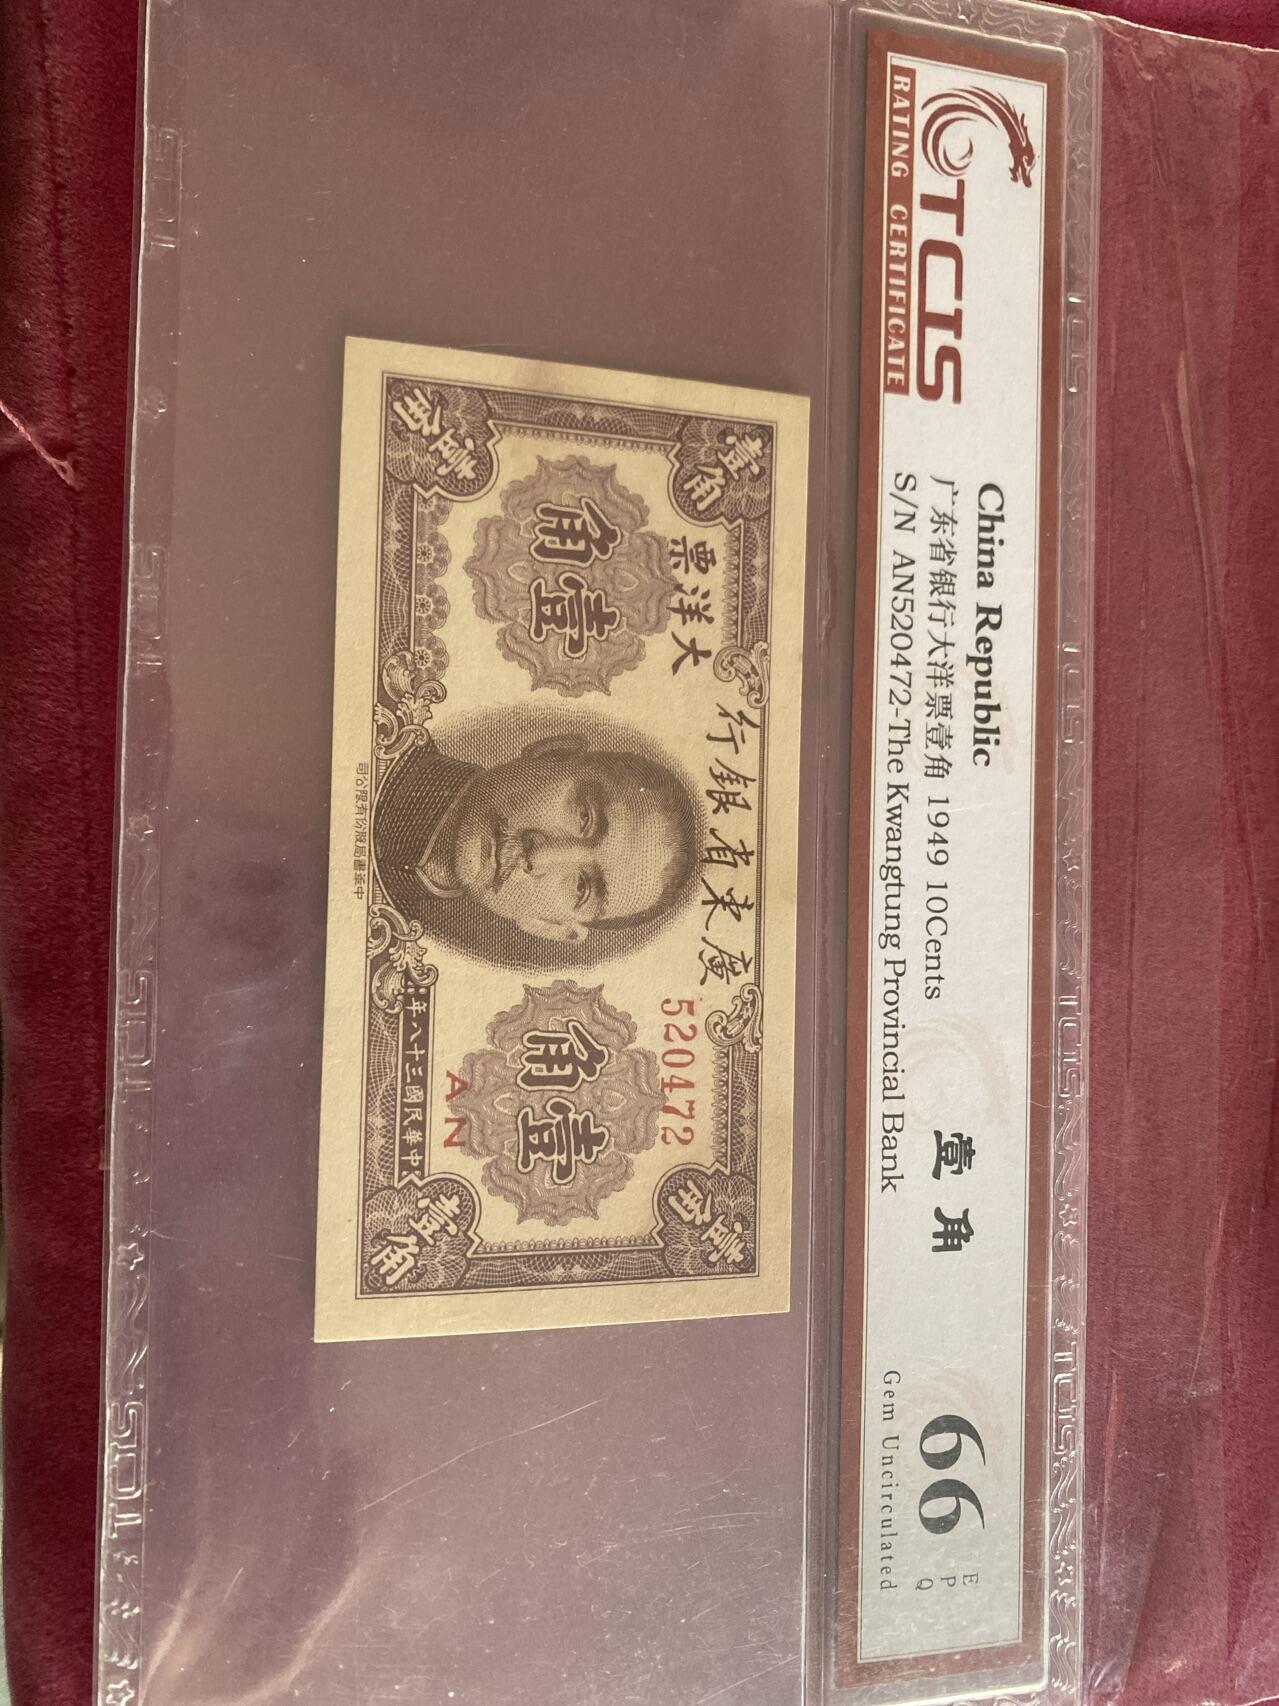 TCIS
RATING CERTIFICATE
China Republic
广东省银行大洋票壹角 1949 10Cents
S/N AN520472-The Kwangtung Provincial Bank
壹角
66
E
P
Q
Gem Uncirculated
行銀省東廣
票洋大
520472
壹角
壹角
角壹
角壹
AN
年八十三國民華中
壹角
壹角
司公限有份股局書華中
TCIS